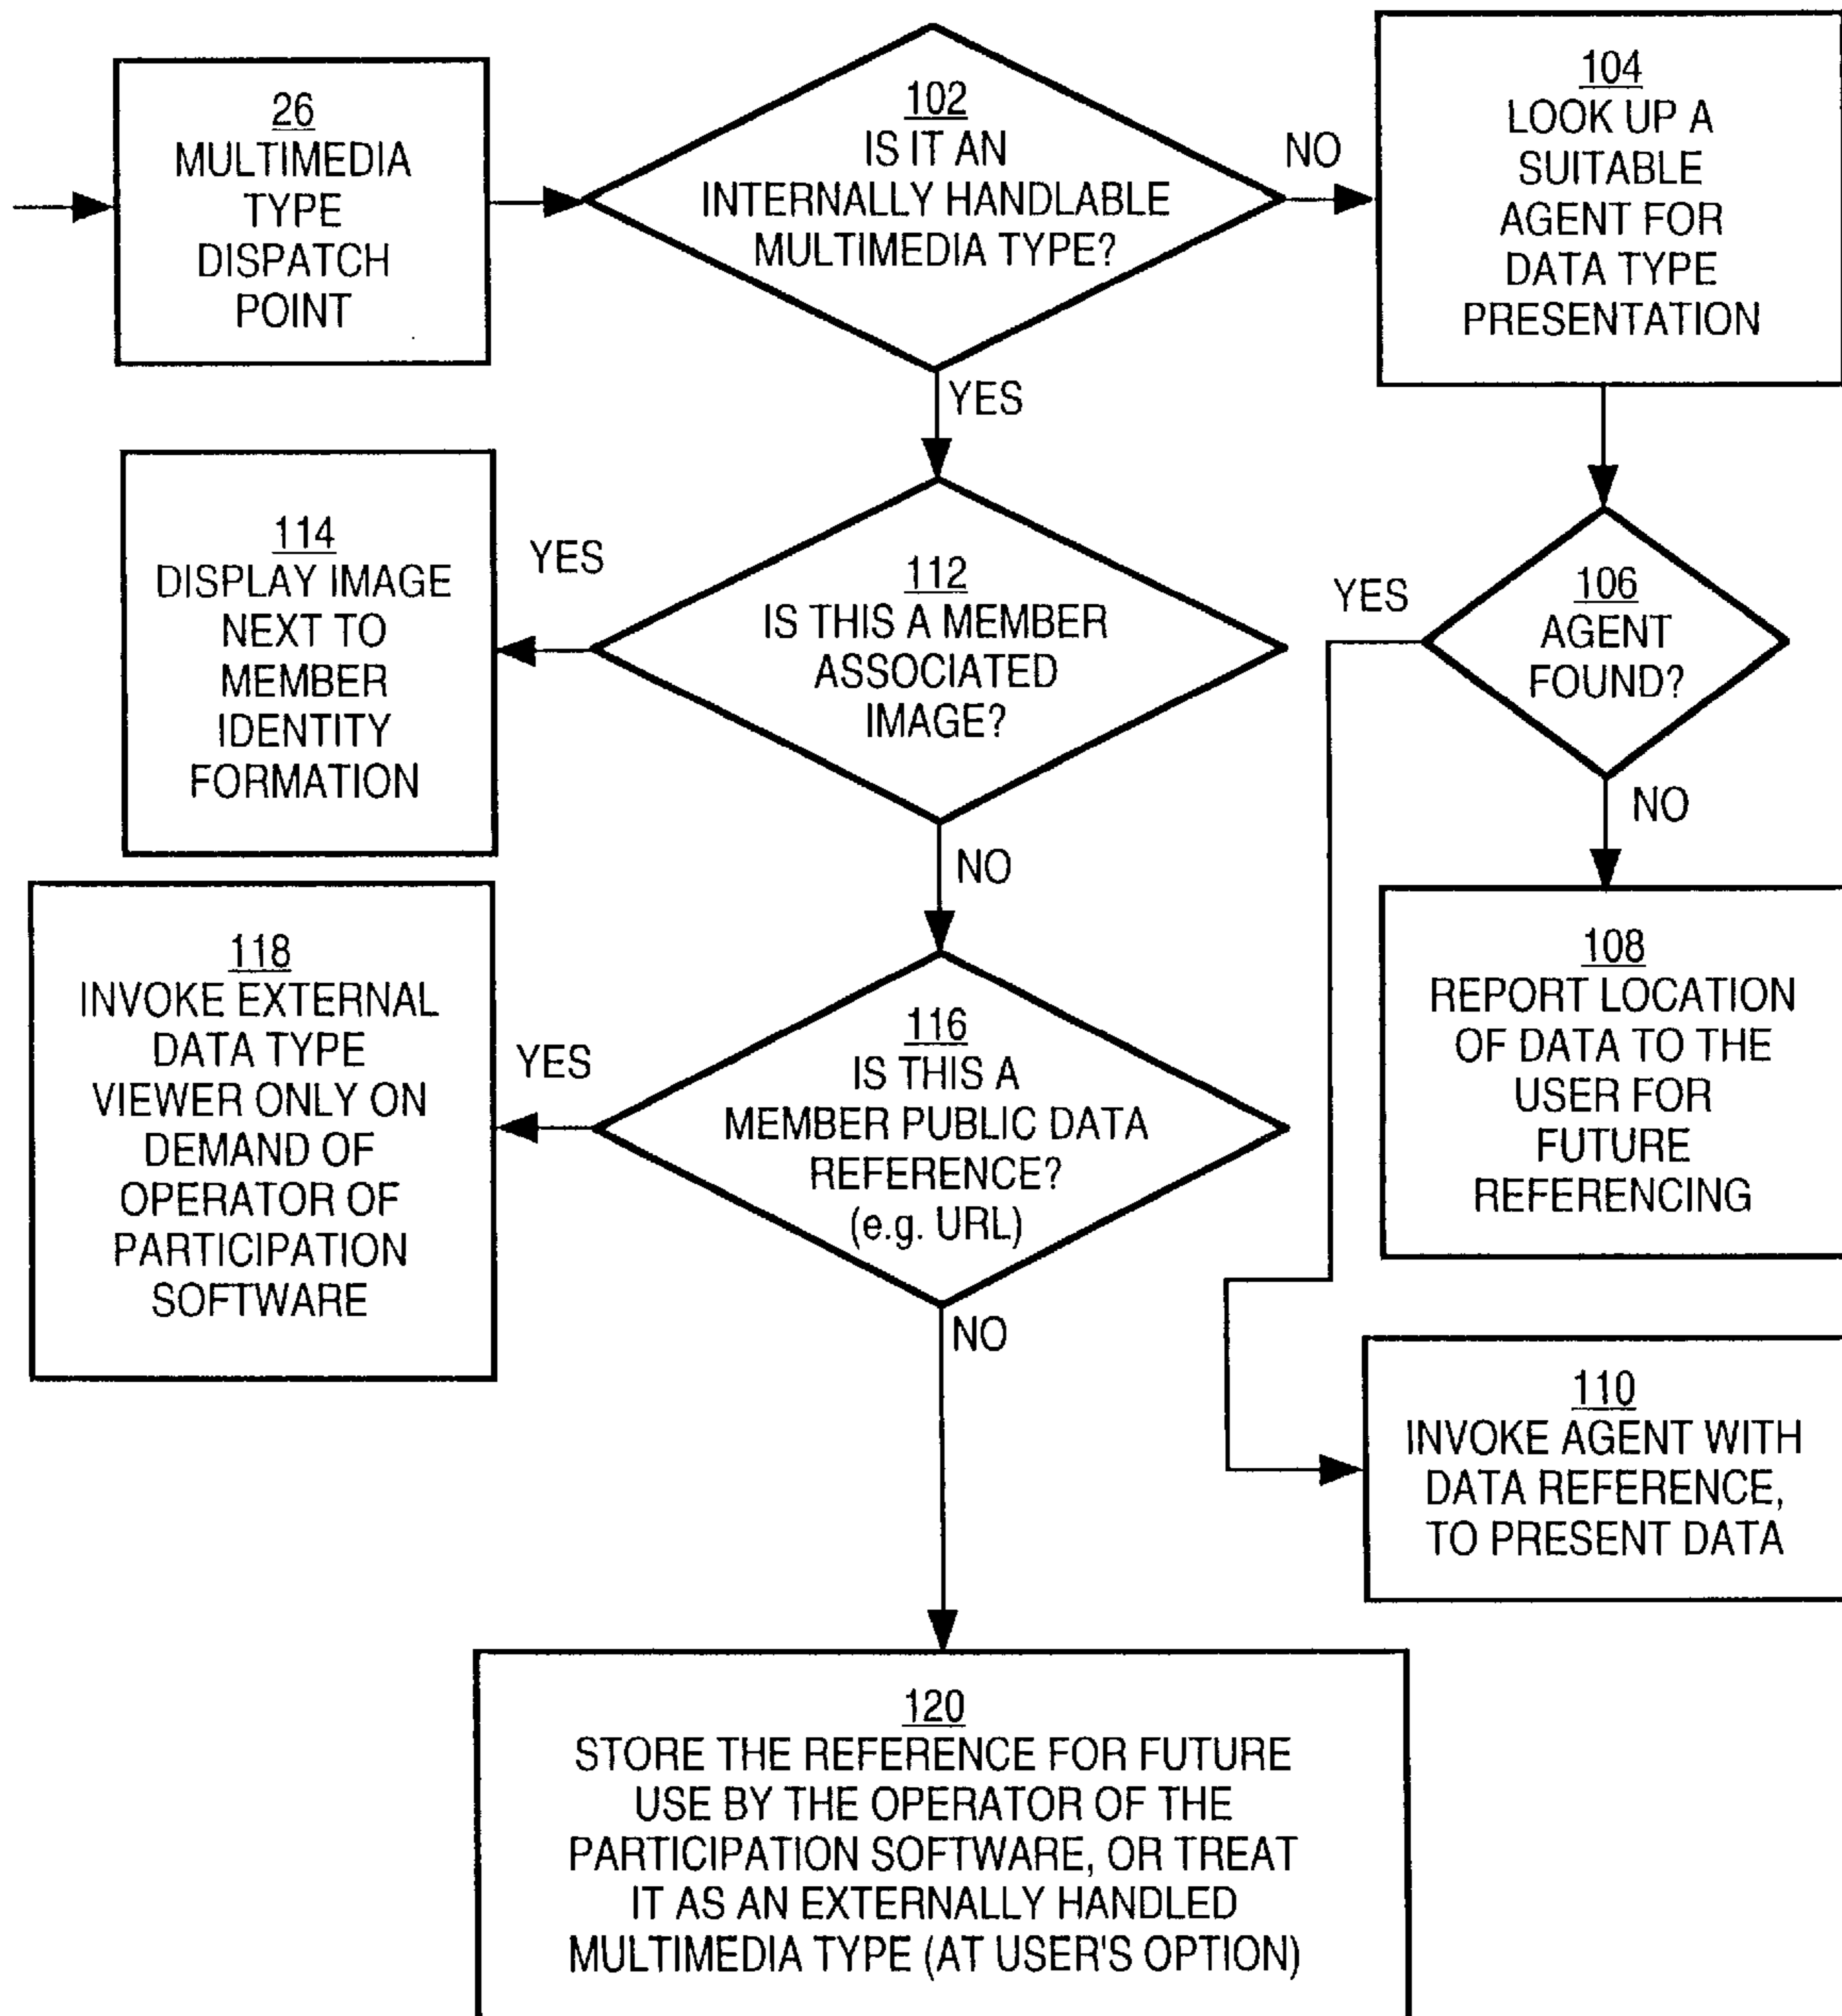 26
MULTIMEDIA
TYPE
DISPATCH
POINT
102
IS IT AN
INTERNALLY HANDLABLE
MULTIMEDIA TYPE?
NO
104
LOOK UP A
SUITABLE
AGENT FOR
DATA TYPE
PRESENTATION
YES
114
DISPLAY IMAGE
NEXT TO
MEMBER
IDENTITY
FORMATION
YES
112
IS THIS A MEMBER
ASSOCIATED
IMAGE?
YES
106
AGENT
FOUND?
NO
NO
118
INVOKE EXTERNAL
DATA TYPE
VIEWER ONLY ON
DEMAND OF
OPERATOR OF
PARTICIPATION
SOFTWARE
YES
116
IS THIS A
MEMBER PUBLIC DATA
REFERENCE?
(e.g. URL)
108
REPORT LOCATION
OF DATA TO THE
USER FOR
FUTURE
REFERENCING
NO
110
INVOKE AGENT WITH
DATA REFERENCE,
TO PRESENT DATA
120
STORE THE REFERENCE FOR FUTURE
USE BY THE OPERATOR OF THE
PARTICIPATION SOFTWARE, OR TREAT
IT AS AN EXTERNALLY HANDLED
MULTIMEDIA TYPE (AT USER'S OPTION)